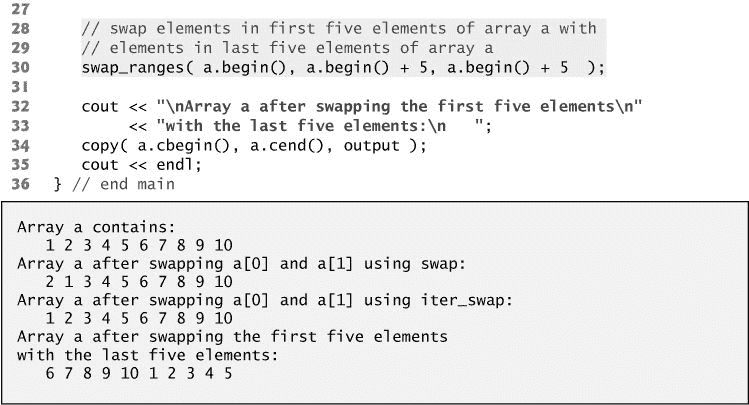 27
28 // swap elements in first five elements of array a with
29 // elements in last five elements of array a
30 swap_ranges( a.begin(), a.begin() + 5, a.begin() + 5 );
31
32 cout << "\nArray a after swapping the first five elements\n"
33 << "with the last five elements:\n   ";
34 copy( a.cbegin(), a.cend(), output );
35 cout << endl;
36 } // end main
Array a contains:
1 2 3 4 5 6 7 8 9 10
Array a after swapping a[0] and a[1] using swap:
2 1 3 4 5 6 7 8 9 10
Array a after swapping a[0] and a[1] using iter_swap:
1 2 3 4 5 6 7 8 9 10
Array a after swapping the first five elements
with the last five elements:
6 7 8 9 10 1 2 3 4 5